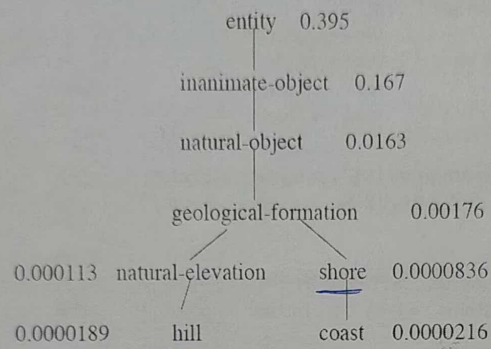 entity 0.395
inanimate-object 0.167
natural-object 0.0163
geological-formation 0.00176
0.000113 natural-elevation shore 0.0000836
0.0000189 hill coast 0.0000216